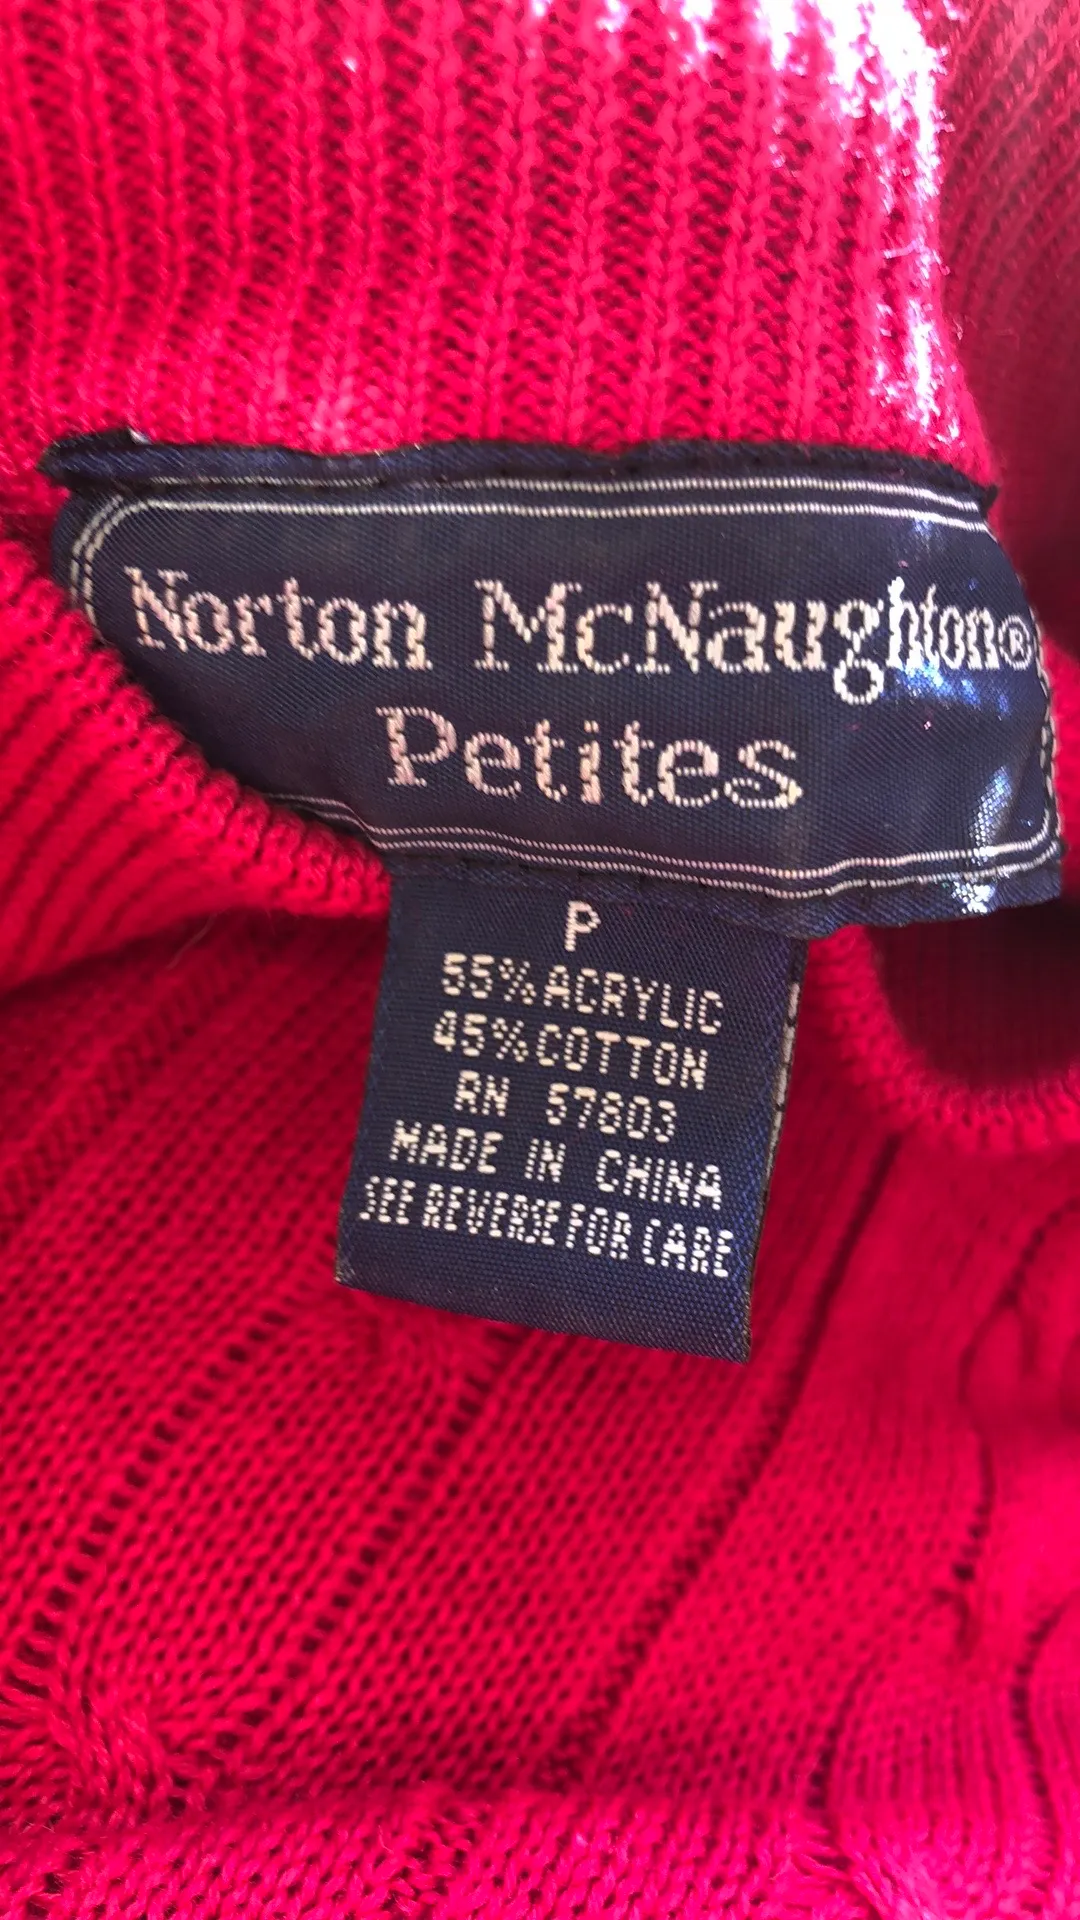 Norton McNaughton®
Petites
P
55% ACRYLIC
45% COTTON
RN 57803
MADE IN CHINA
SEE REVERSE FOR CARE